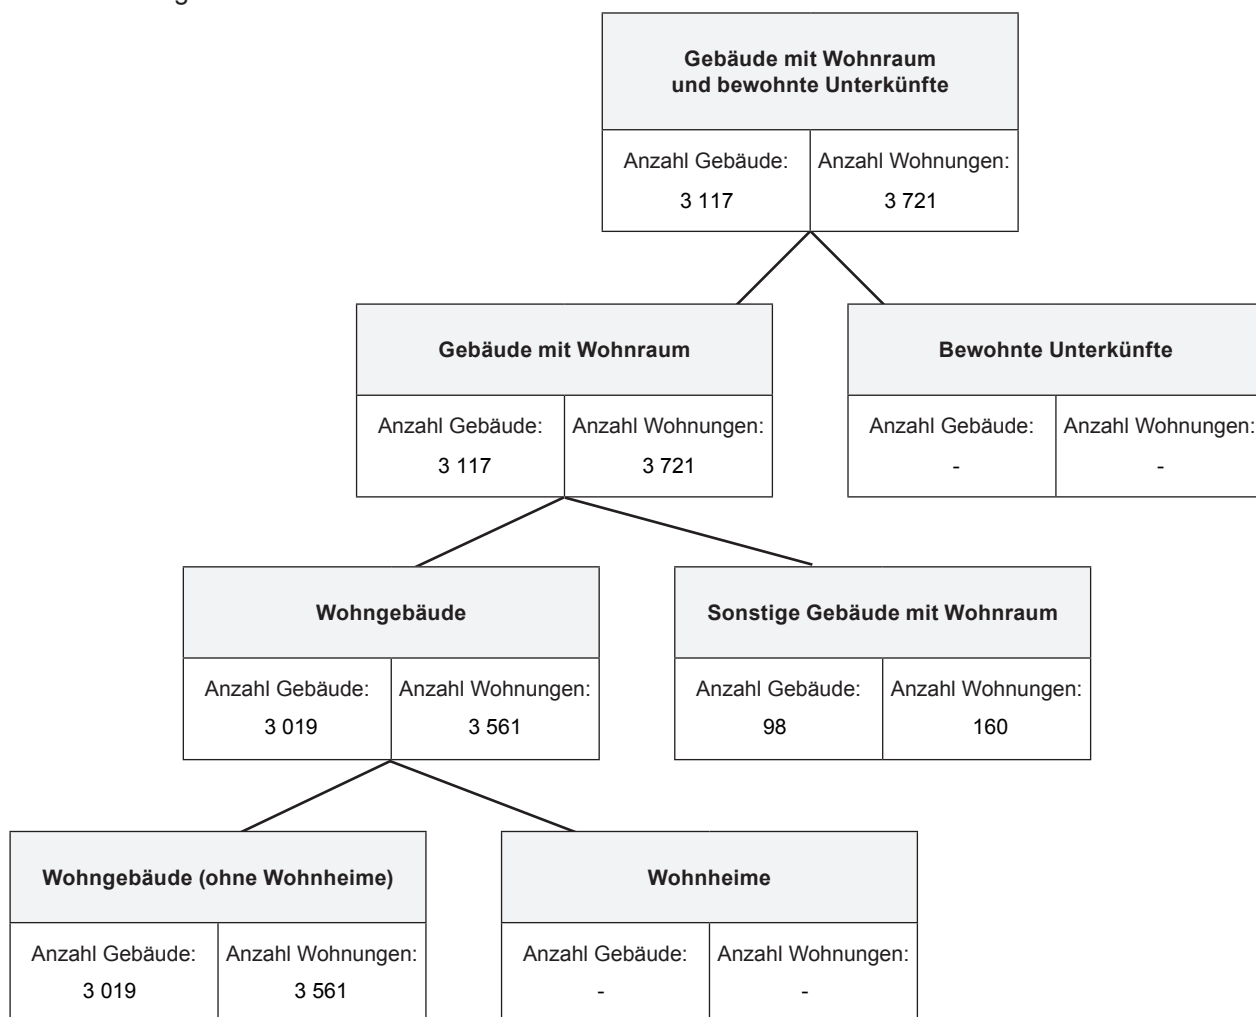 Gebäude mit Wohnraum
und bewohnte Unterkünfte
Anzahl Gebäude: Anzahl Wohnungen:
3 117 3 721
Gebäude mit Wohnraum
Anzahl Gebäude: Anzahl Wohnungen:
3 117 3 721
Bewohnte Unterkünfte
Anzahl Gebäude: Anzahl Wohnungen:
- -
Wohngebäude
Anzahl Gebäude: Anzahl Wohnungen:
3 019 3 561
Sonstige Gebäude mit Wohnraum
Anzahl Gebäude: Anzahl Wohnungen:
98 160
Wohngebäude (ohne Wohnheime)
Anzahl Gebäude: Anzahl Wohnungen:
3 019 3 561
Wohnheime
Anzahl Gebäude: Anzahl Wohnungen:
- -